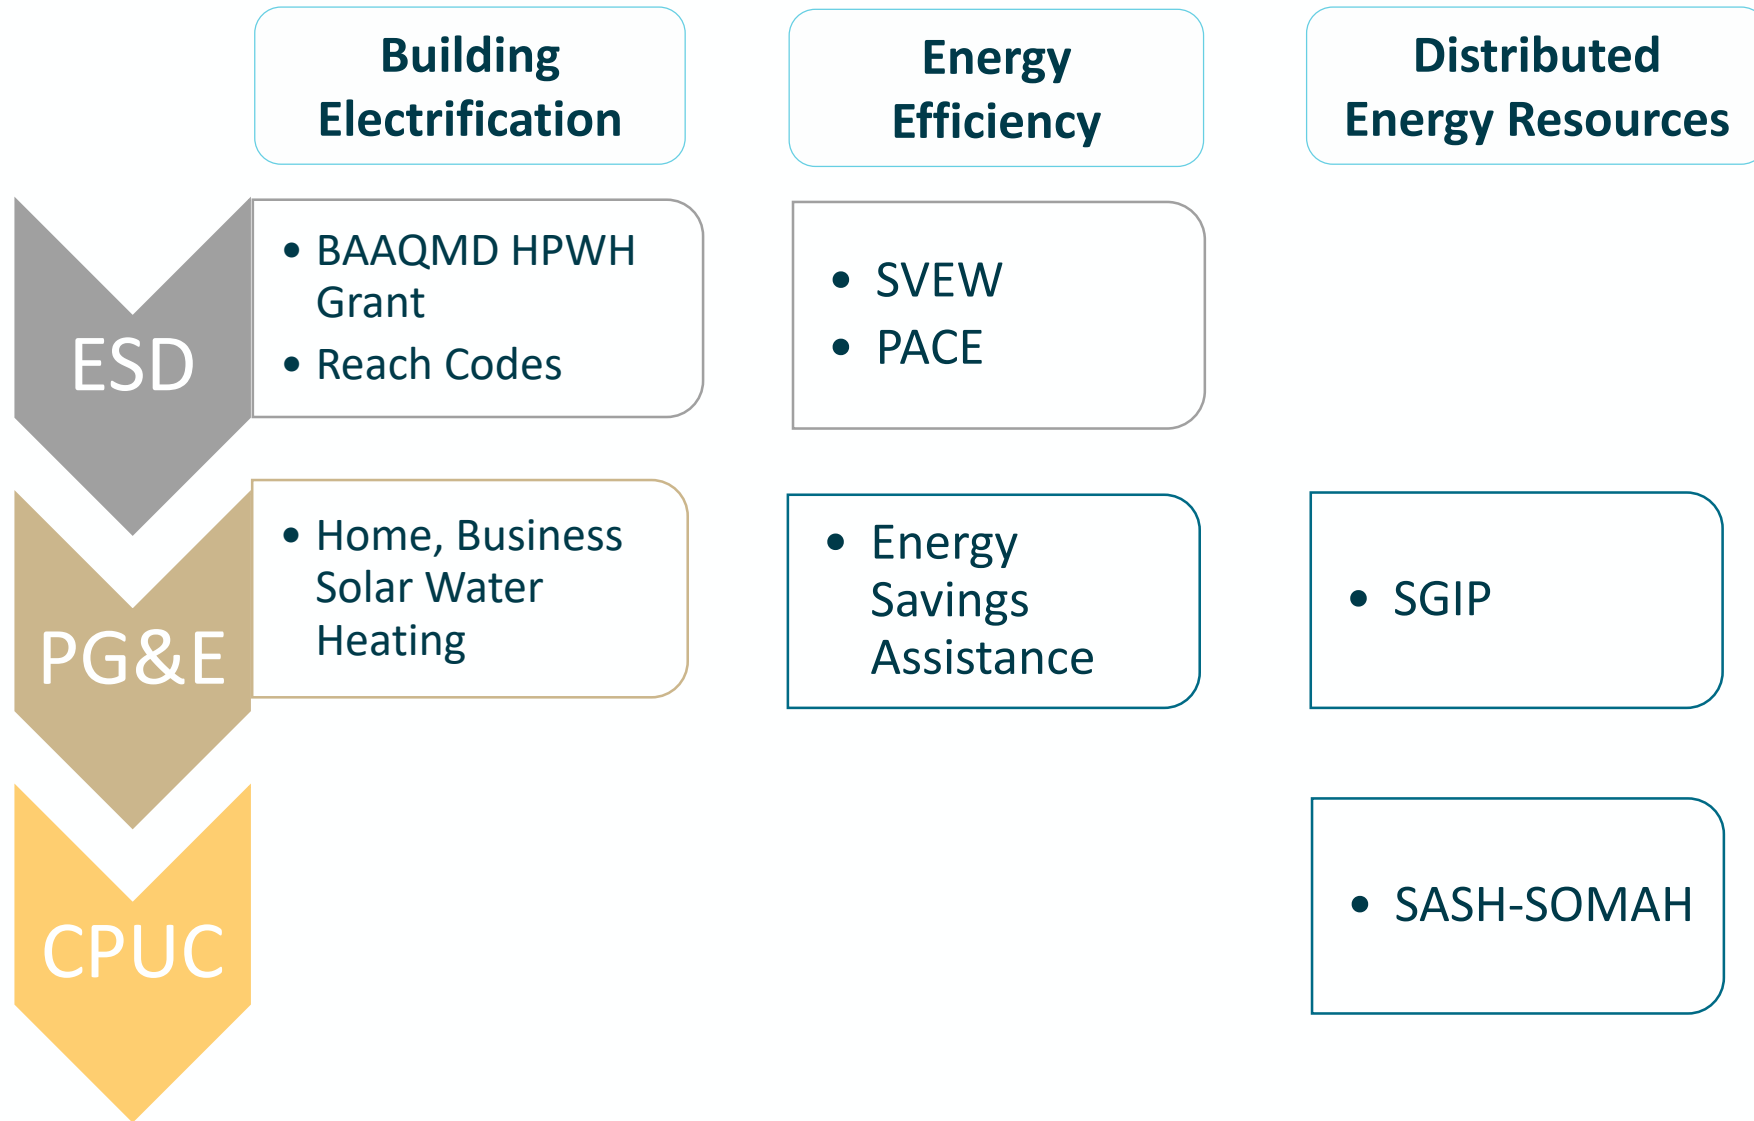 Building
Electrification
Energy
Efficiency
Distributed
Energy Resources
ESD
• BAAQMD HPWH
Grant
• Reach Codes
• SVEW
• PACE
PG&E
• Home, Business
Solar Water
Heating
• Energy
Savings
Assistance
• SGIP
CPUC
• SASH-SOMAH